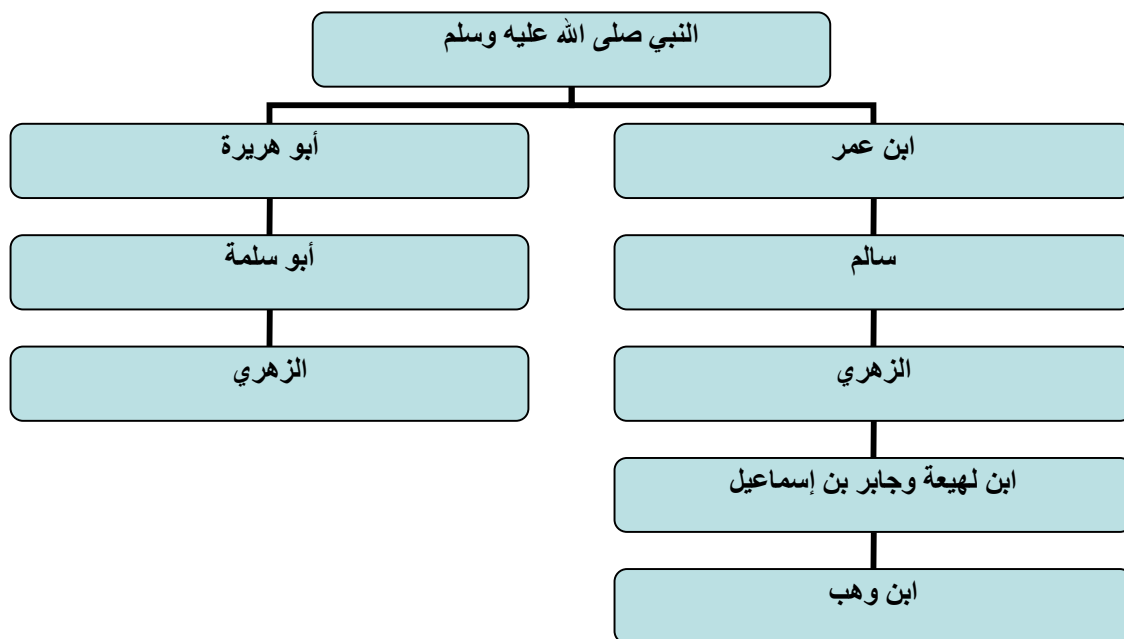 النبي صلى الله عليه وسلم
ابن عمر
أبو هريرة
سالم
أبو سلمة
الزهري
الزهري
ابن لهيعة وجابر بن إسماعيل
ابن وهب